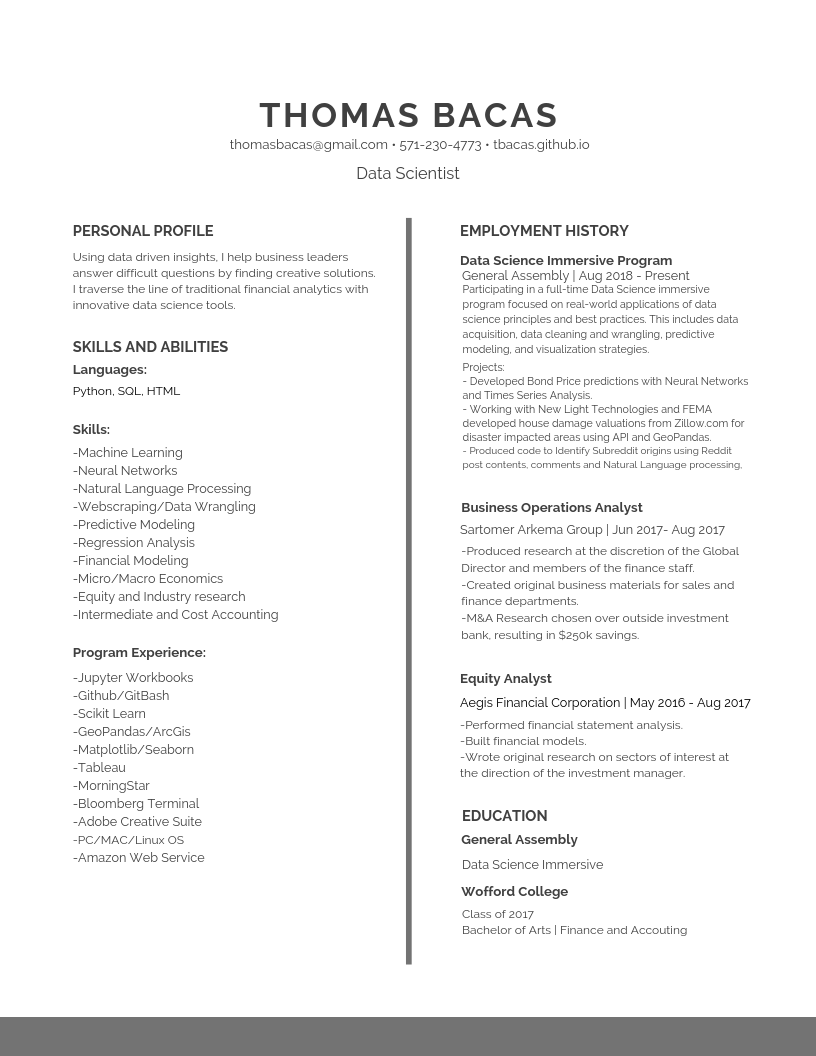 THOMAS BACAS
thomasbacas@gmail.com • 571-230-4773 • tbacas.github.io
Data Scientist
PERSONAL PROFILE
Using data driven insights, I help business leaders
answer difficult questions by finding creative solutions.
I traverse the line of traditional financial analytics with
innovative data science tools.
SKILLS AND ABILITIES
Languages:
Python, SQL, HTML
Skills:
-Machine Learning
-Neural Networks
-Natural Language Processing
-Webscraping/Data Wrangling
-Predictive Modeling
-Regression Analysis
-Financial Modeling
-Micro/Macro Economics
-Equity and Industry research
-Intermediate and Cost Accounting
Program Experience:
-Jupyter Workbooks
-Github/GitBash
-Scikit Learn
-GeoPandas/ArcGis
-Matplotlib/Seaborn
-Tableau
-MorningStar
-Bloomberg Terminal
-Adobe Creative Suite
-PC/MAC/Linux OS
-Amazon Web Service
EMPLOYMENT HISTORY
Data Science Immersive Program
General Assembly | Aug 2018 - Present
Participating in a full-time Data Science immersive
program focused on real-world applications of data
science principles and best practices. This includes data
acquisition, data cleaning and wrangling, predictive
modeling, and visualization strategies.
Projects:
- Developed Bond Price predictions with Neural Networks
and Times Series Analysis.
- Working with New Light Technologies and FEMA
developed house damage valuations from Zillow.com for
disaster impacted areas using API and GeoPandas.
- Produced code to Identify Subreddit origins using Reddit
post contents, comments and Natural Language processing.
Business Operations Analyst
Sartomer Arkema Group | Jun 2017- Aug 2017
-Produced research at the discretion of the Global
Director and members of the finance staff.
-Created original business materials for sales and
finance departments.
-M&A Research chosen over outside investment
bank, resulting in $250k savings.
Equity Analyst
Aegis Financial Corporation | May 2016 - Aug 2017
-Performed financial statement analysis.
-Built financial models.
-Wrote original research on sectors of interest at
the direction of the investment manager.
EDUCATION
General Assembly
Data Science Immersive
Wofford College
Class of 2017
Bachelor of Arts | Finance and Accouting